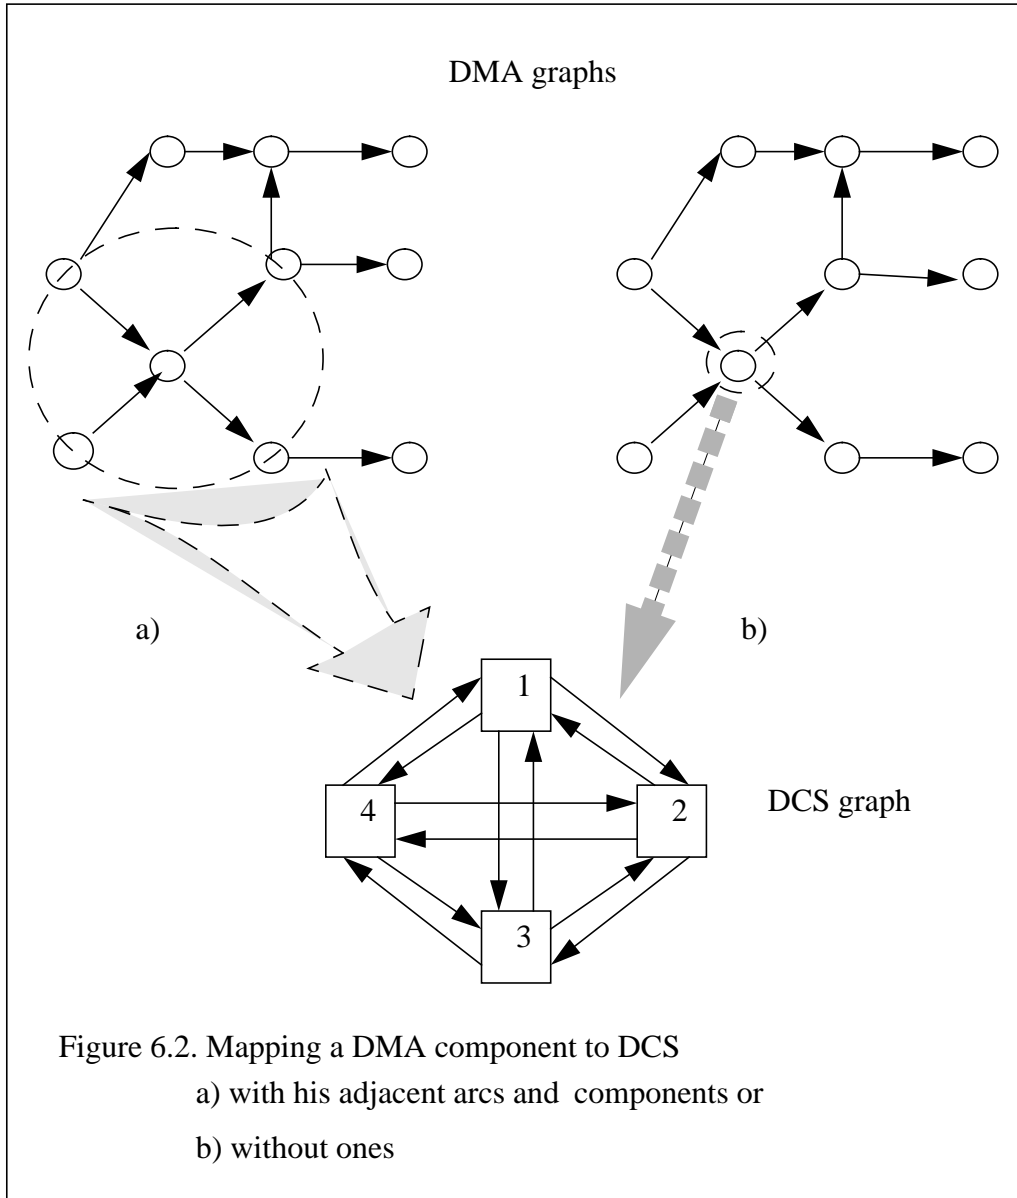 DMA graphs
a)
b)
1
4
2
DCS graph
3
Figure 6.2. Mapping a DMA component to DCS
a) with his adjacent arcs and components or
b) without ones